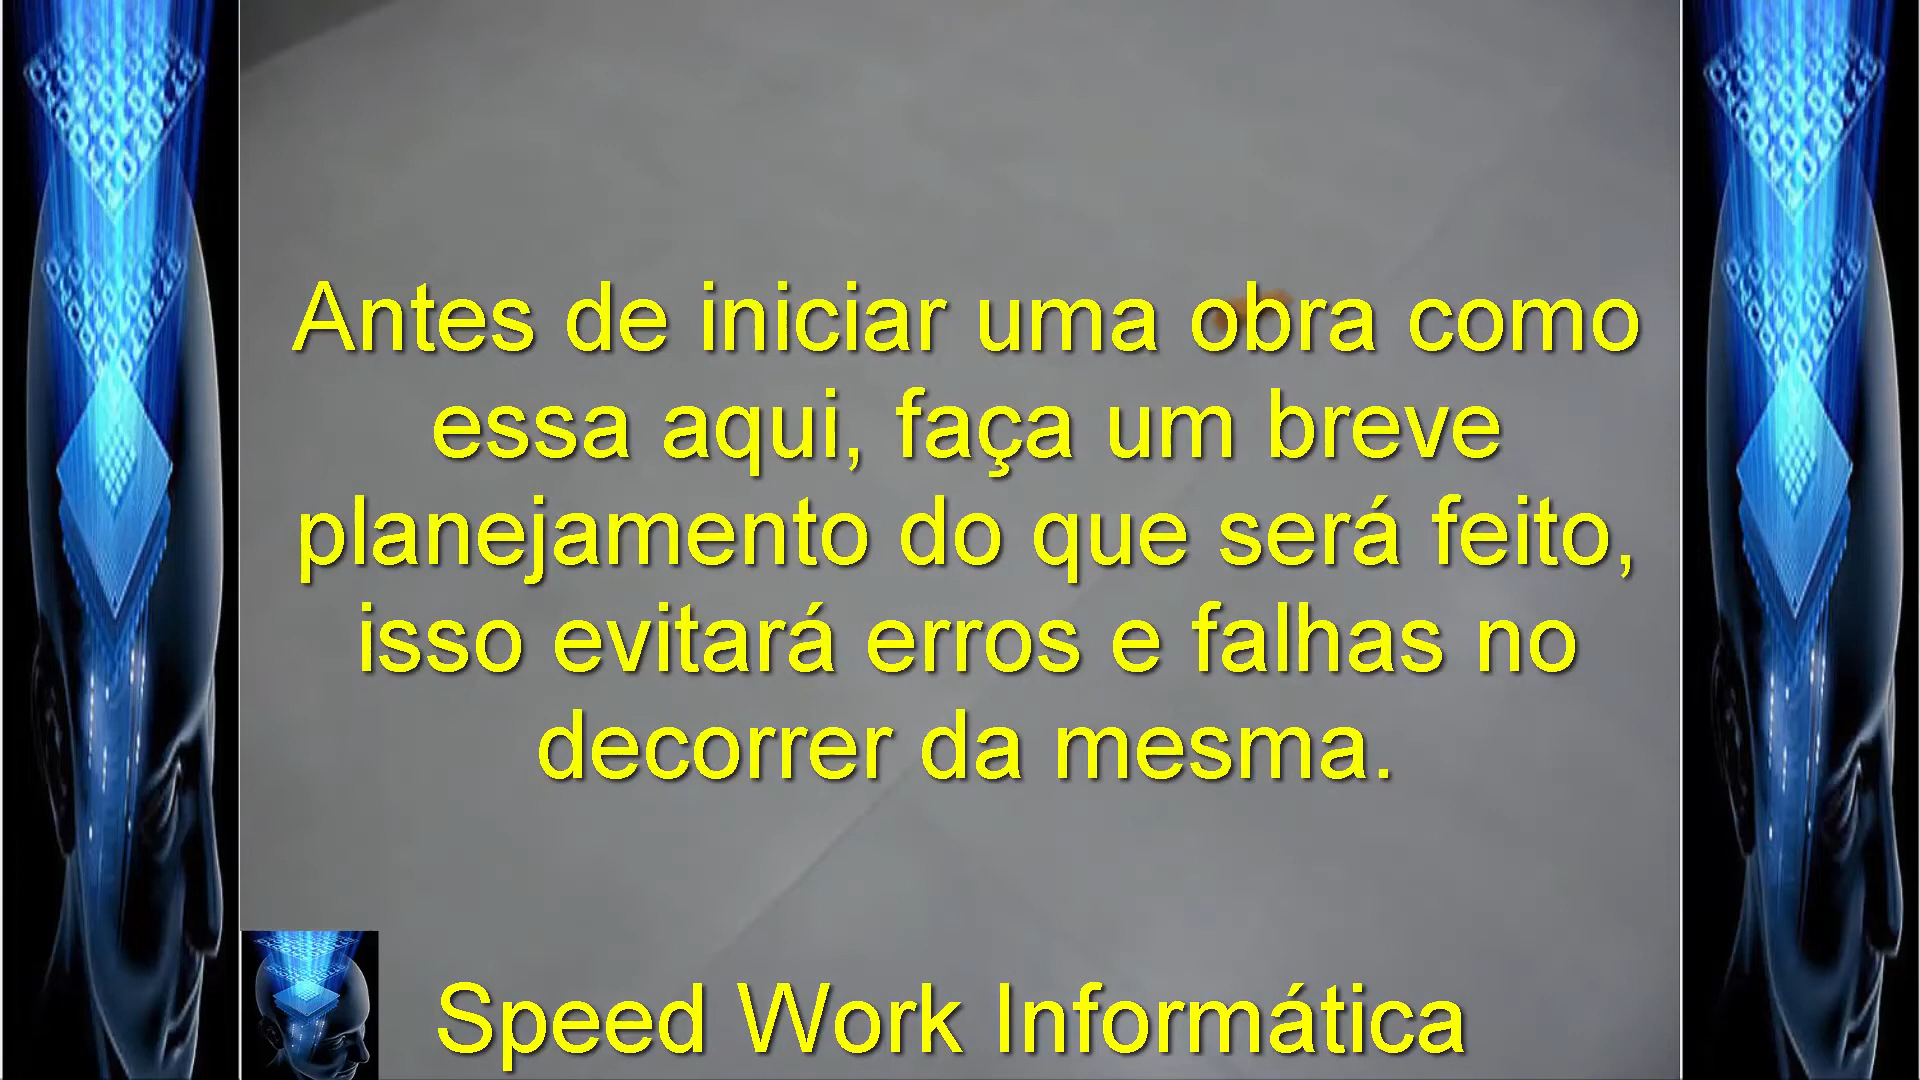 Antes de iniciar uma obra como
essa aqui, faça um breve
planejamento do que será feito,
isso evitará erros e falhas no
decorrer da mesma.
Speed Work Informática